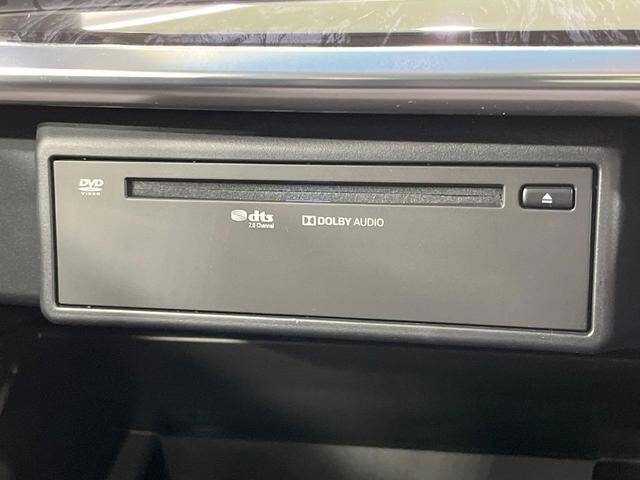 DVD
VIDEO
dts
2.0 Channel
DOLBY AUDIO